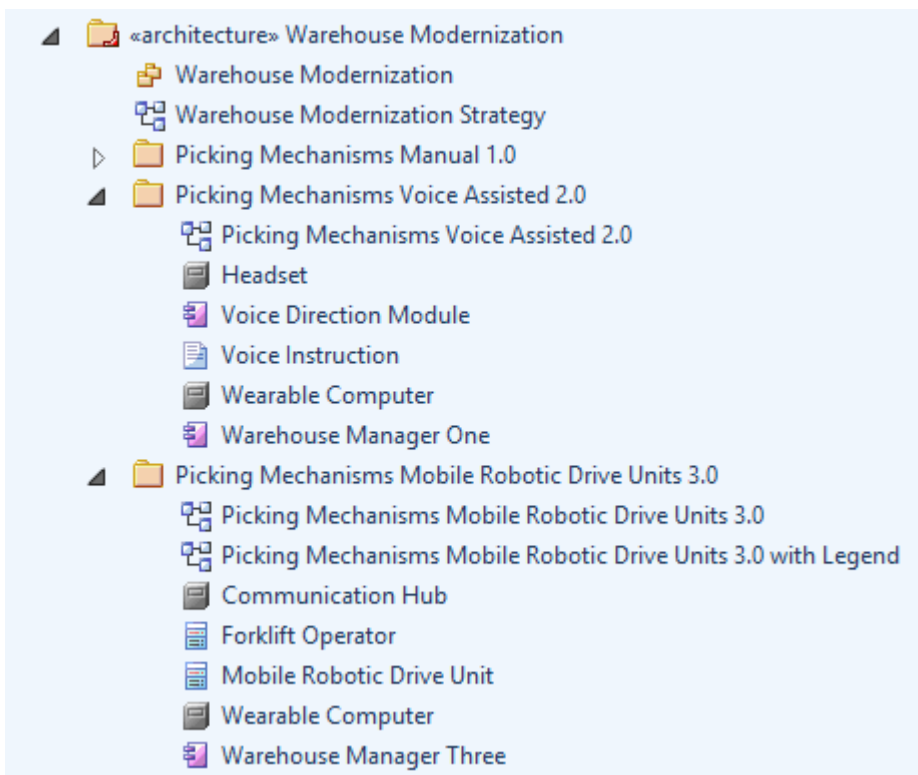 «architecture» Warehouse Modernization
Warehouse Modernization
Warehouse Modernization Strategy
Picking Mechanisms Manual 1.0
Picking Mechanisms Voice Assisted 2.0
Picking Mechanisms Voice Assisted 2.0
Headset
Voice Direction Module
Voice Instruction
Wearable Computer
Warehouse Manager One
Picking Mechanisms Mobile Robotic Drive Units 3.0
Picking Mechanisms Mobile Robotic Drive Units 3.0
Picking Mechanisms Mobile Robotic Drive Units 3.0 with Legend
Communication Hub
Forklift Operator
Mobile Robotic Drive Unit
Wearable Computer
Warehouse Manager Three